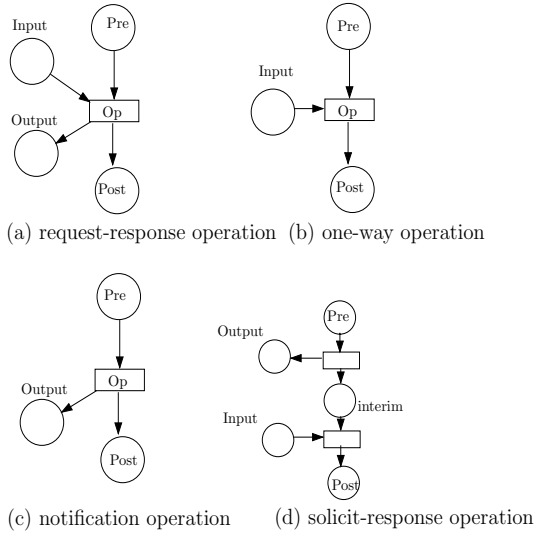 Input
Pre
Output
Op
Post
(a) request-response operation
Pre
Input
Op
Post
(b) one-way operation
Pre
Op
Output
Post
(c) notification operation
Pre
Output
interim
Input
Post
(d) solicit-response operation